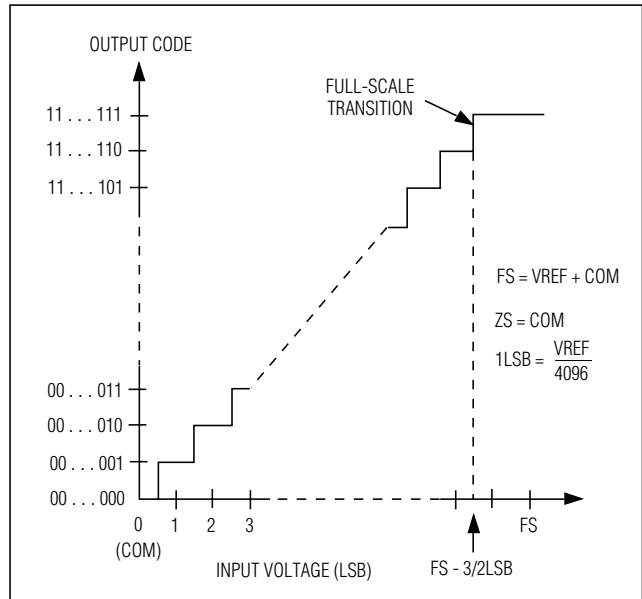 OUTPUT CODE
FULL-SCALE
TRANSITION
11 . . . 111
11 . . . 110
11 . . . 101
FS = VREF + COM
ZS = COM
1LSB = VREF
4096
00 . . . 011
00 . . . 010
00 . . . 001
00 . . . 000
0 1 2 3 FS
(COM)
INPUT VOLTAGE (LSB)
FS - 3/2LSB